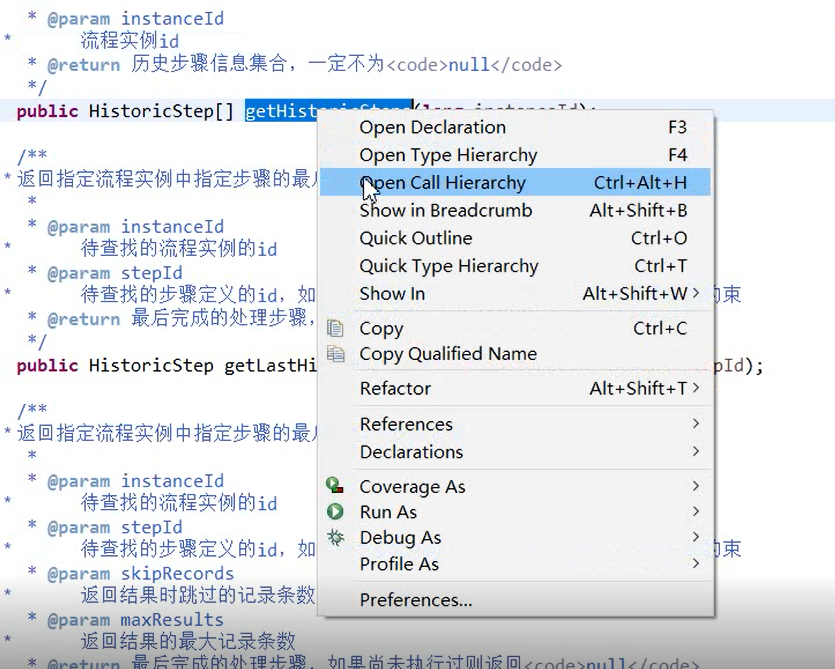 * @param instanceId
* 流程实例id
* @return 历史步骤信息集合，一定不为<code>null</code>
*/
public HistoricStep[] getHistoricSteps(long instanceId);
/**
*返回指定流程实例中指定步骤的最
*
* @param instanceId
* 待查找的流程实例的id
* @param stepId
* 待查找的步骤定义的id，如 约束
* @return 最后完成的处理步骤，
*/
public HistoricStep getLastHi pId);
/**
*返回指定流程实例中指定步骤的最
*
* @param instanceId
* 待查找的流程实例的id
* @param stepId
* 待查找的步骤定义的id，如 约束
* @param skipRecords
* 返回结果时跳过的记录条数
* @param maxResults
* 返回结果的最大记录条数
* @return 最后完成的处理步骤，如果尚未执行过则返回<code>null</code>
Open Declaration F3
Open Type Hierarchy F4
Open Call Hierarchy Ctrl+Alt+H
Show in Breadcrumb Alt+Shift+B
Quick Outline Ctrl+O
Quick Type Hierarchy Ctrl+T
Show In Alt+Shift+W >
Copy Ctrl+C
Copy Qualified Name
Refactor Alt+Shift+T >
References >
Declarations >
Coverage As >
Run As >
Debug As >
Profile As >
Preferences...